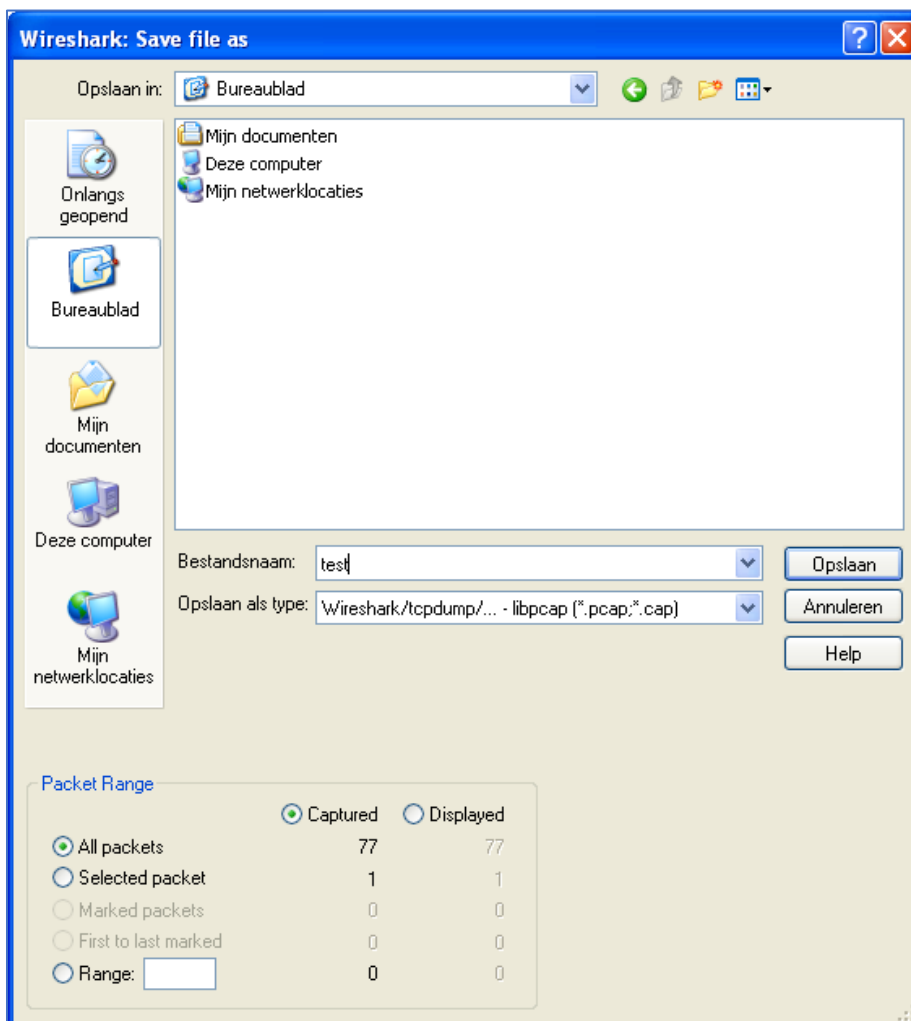 Wireshark: Save file as
Opslaan in: Bureaublad
Mijn documenten
Deze computer
Mijn netwerklocaties
Onlangs
geopend
Bureaublad
Mijn
documenten
Deze computer
Mijn
netwerklocaties
Bestandsnaam: test Opslaan
Opslaan als type: Wireshark/tcpdump/... - libpcap (*.pcap;*.cap) Annuleren
Help
Packet Range
Captured Displayed
All packets 77 77
Selected packet 1 1
Marked packets 0 0
First to last marked 0 0
Range: 0 0